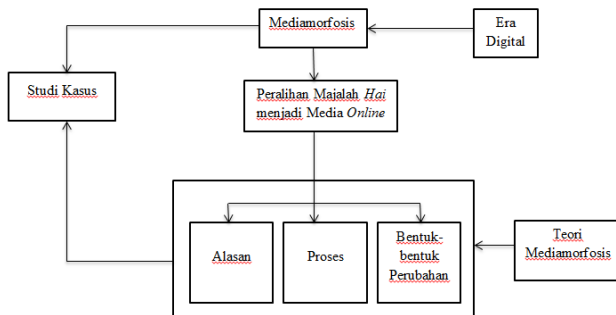 Mediamorfosis
Era
Digital
Studi Kasus
Peralihan Majalah Hai
menjadi Media Online
Alasan
Proses
Bentuk-
bentuk
Perubahan
Teori
Mediamorfosis